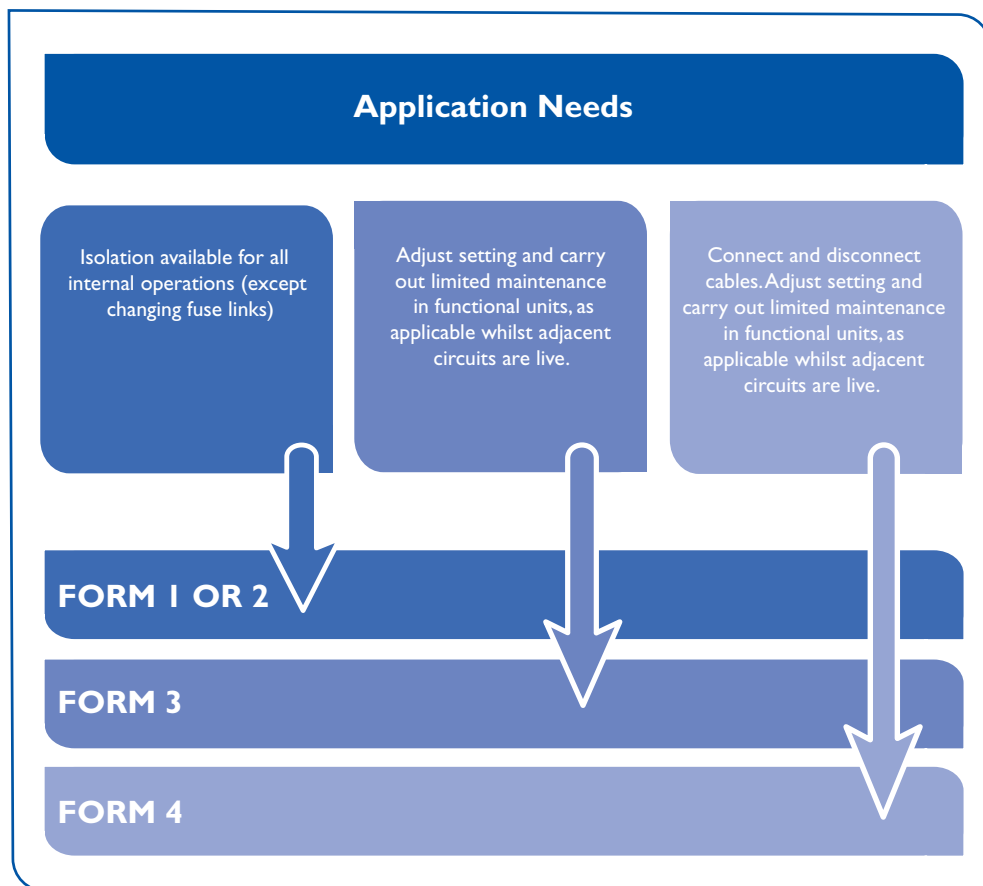 Application Needs
Isolation available for all
internal operations (except
changing fuse links)
Adjust setting and carry
out limited maintenance
in functional units, as
applicable whilst adjacent
circuits are live.
Connect and disconnect
cables. Adjust setting and
carry out limited maintenance
in functional units, as
applicable whilst adjacent
circuits are live.
FORM 1 OR 2
FORM 3
FORM 4